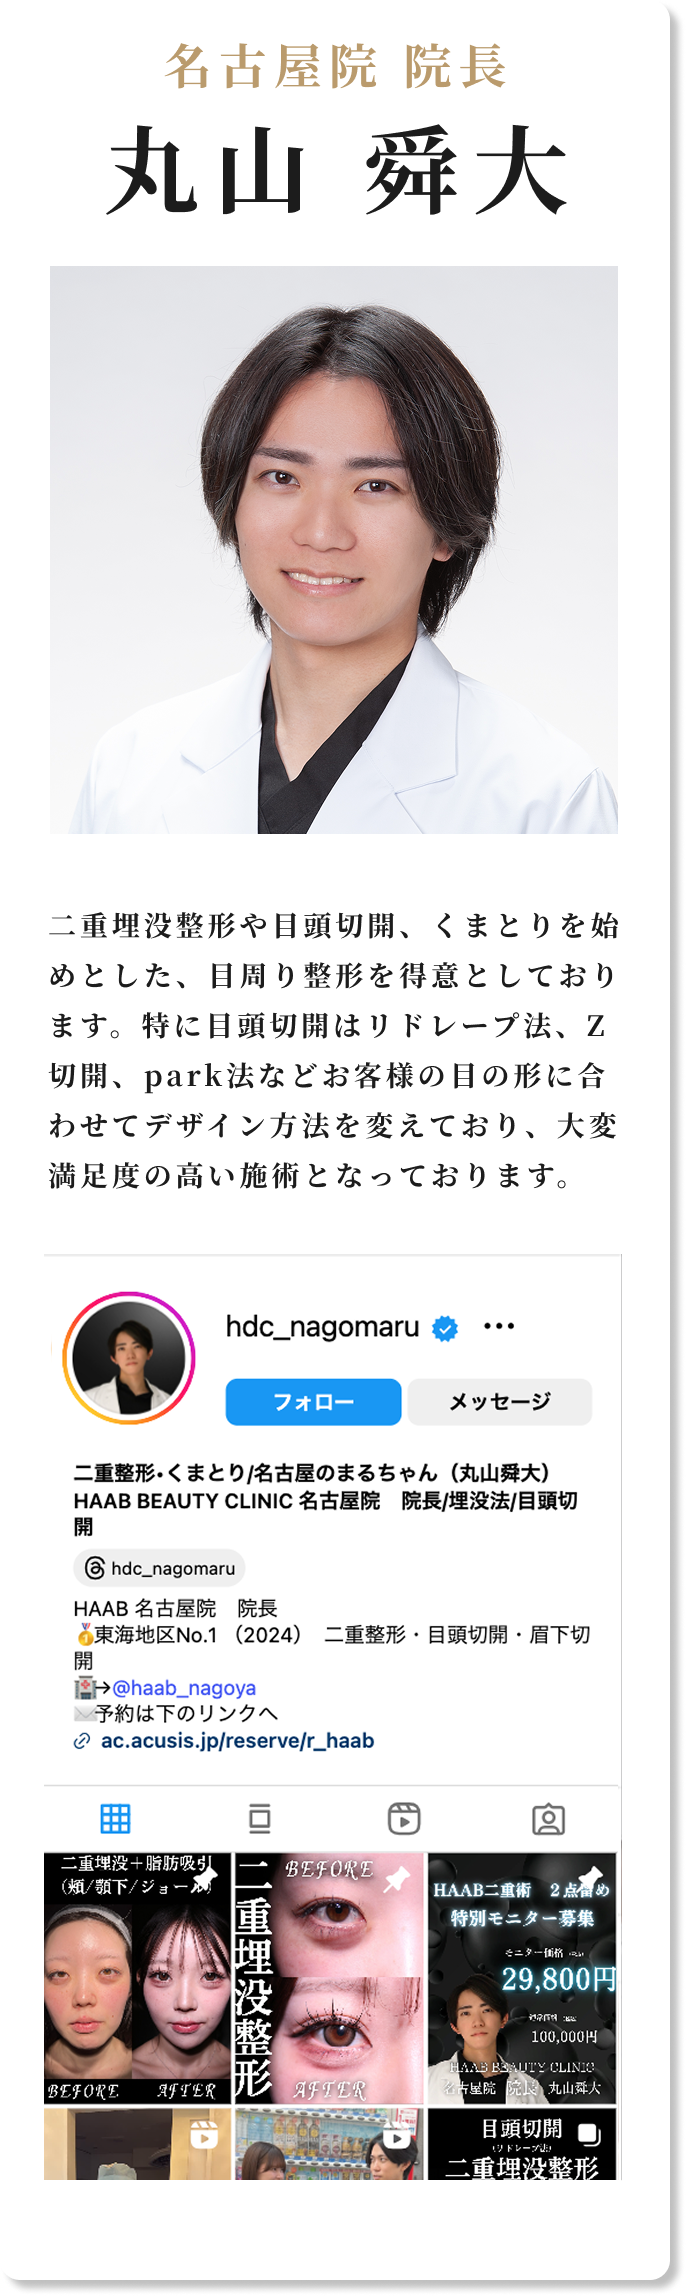 名古屋院 院長
丸山 舜大
二重埋没整形や目頭切開、くまとりを始
めとした、目周り整形を得意としており
ます。特に目頭切開はリドレープ法、Z
切開、park法などお客様の目の形に合
わせてデザイン方法を変えており、大変
満足度の高い施術となっております。
hdc_nagomaru
フォロー
メッセージ
二重整形•くまとり/名古屋のまるちゃん（丸山舜大）
HAAB BEAUTY CLINIC 名古屋院　院長/埋没法/目頭切
開
hdc_nagomaru
HAAB 名古屋院　院長
🥇東海地区No.1 （2024）　二重整形・目頭切開・眉下切
開
🏥→@haab_nagoya
✉️予約は下のリンクへ
ac.acusis.jp/reserve/r_haab
二重埋没＋脂肪吸引
（頬/顎下/ジョール）
BEFORE AFTER
BEFORE
二重埋没整形
AFTER
HAAB二重術　２点留め
特別モニター募集
モニター価格
29,800円
100,000円
HAAB BEAUTY CLINIC
名古屋院　院長　丸山舜大
目頭切開
(リドレープ法)
二重埋没整形